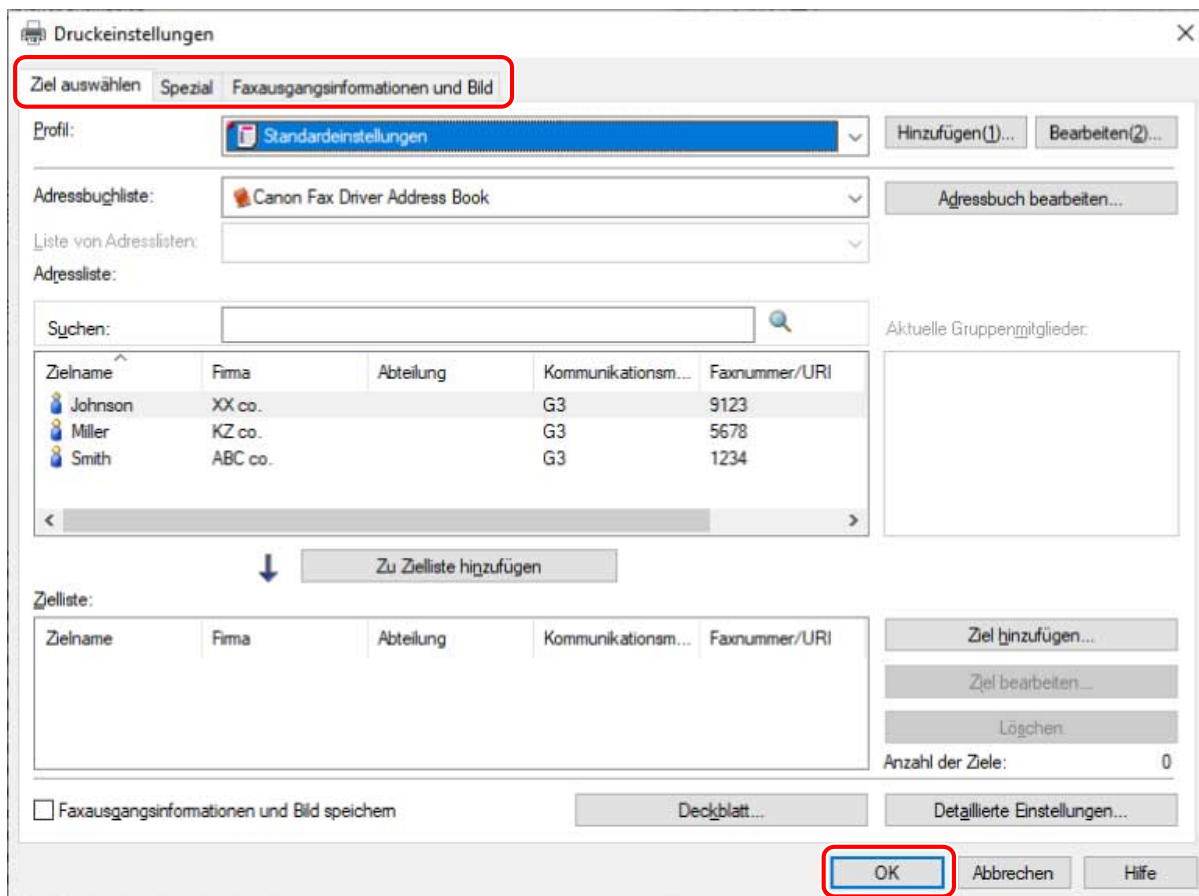 Druckeinstellungen
Ziel auswählen Spezial Faxausgangsinformationen und Bild
Profil: Standardeinstellungen Hinzufügen(1)... Bearbeiten(2)...
Adressbuchliste: Canon Fax Driver Address Book Adressbuch bearbeiten...
Liste von Adresslisten:
Adressliste:
Suchen: Aktuelle Gruppenmitglieder:
Zielname Firma Abteilung Kommunikationsm... Faxnummer/URI
Johnson XX co. G3 9123
Miller KZ co. G3 5678
Smith ABC co. G3 1234
Zu Zielliste hinzufügen
Zielliste:
Zielname Firma Abteilung Kommunikationsm... Faxnummer/URI
Ziel hinzufügen...
Ziel bearbeiten...
Löschen
Anzahl der Ziele: 0
Faxausgangsinformationen und Bild speichern Deckblatt... Detaillierte Einstellungen...
OK Abbrechen Hilfe